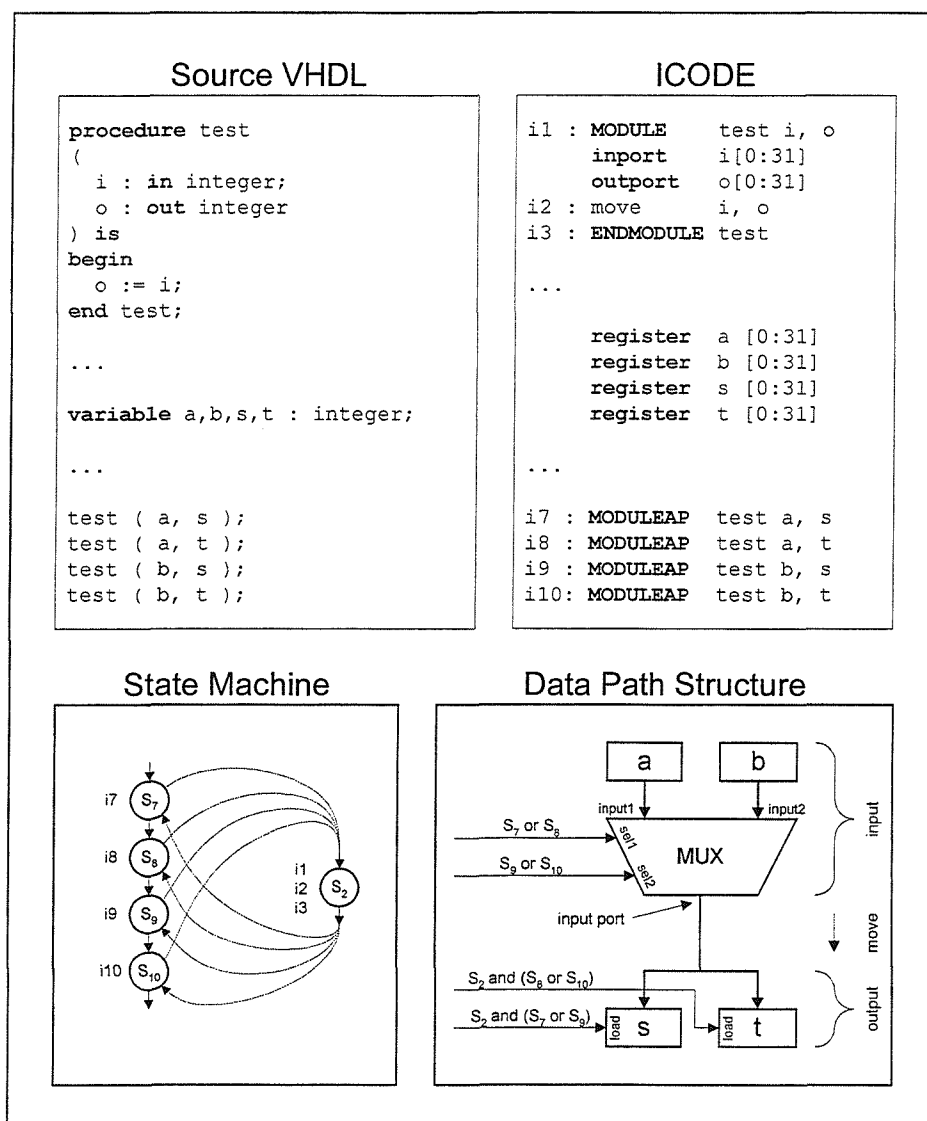 Source VHDL
procedure test
(
  i : in integer;
  o : out integer
) is
begin
  o := i;
end test;
...
variable a,b,s,t : integer;
...
test ( a, s );
test ( a, t );
test ( b, s );
test ( b, t );
ICODE
i1 : MODULE test i, o
inport i[0:31]
outport o[0:31]
i2 : move i, o
i3 : ENDMODULE test
...
register a [0:31]
register b [0:31]
register s [0:31]
register t [0:31]
...
i7 : MODULEAP test a, s
i8 : MODULEAP test a, t
i9 : MODULEAP test b, s
i10: MODULEAP test b, t
State Machine
i7 S7
i8 S8
i9 S9
i10 S10
i1
i2 S2
i3
Data Path Structure
a b
input1 input2
S7 or S8 sel1
MUX
S9 or S10 sel2
input port
input
move
output
S2 and (S8 or S10)
S2 and (S7 or S9)
load s
load t